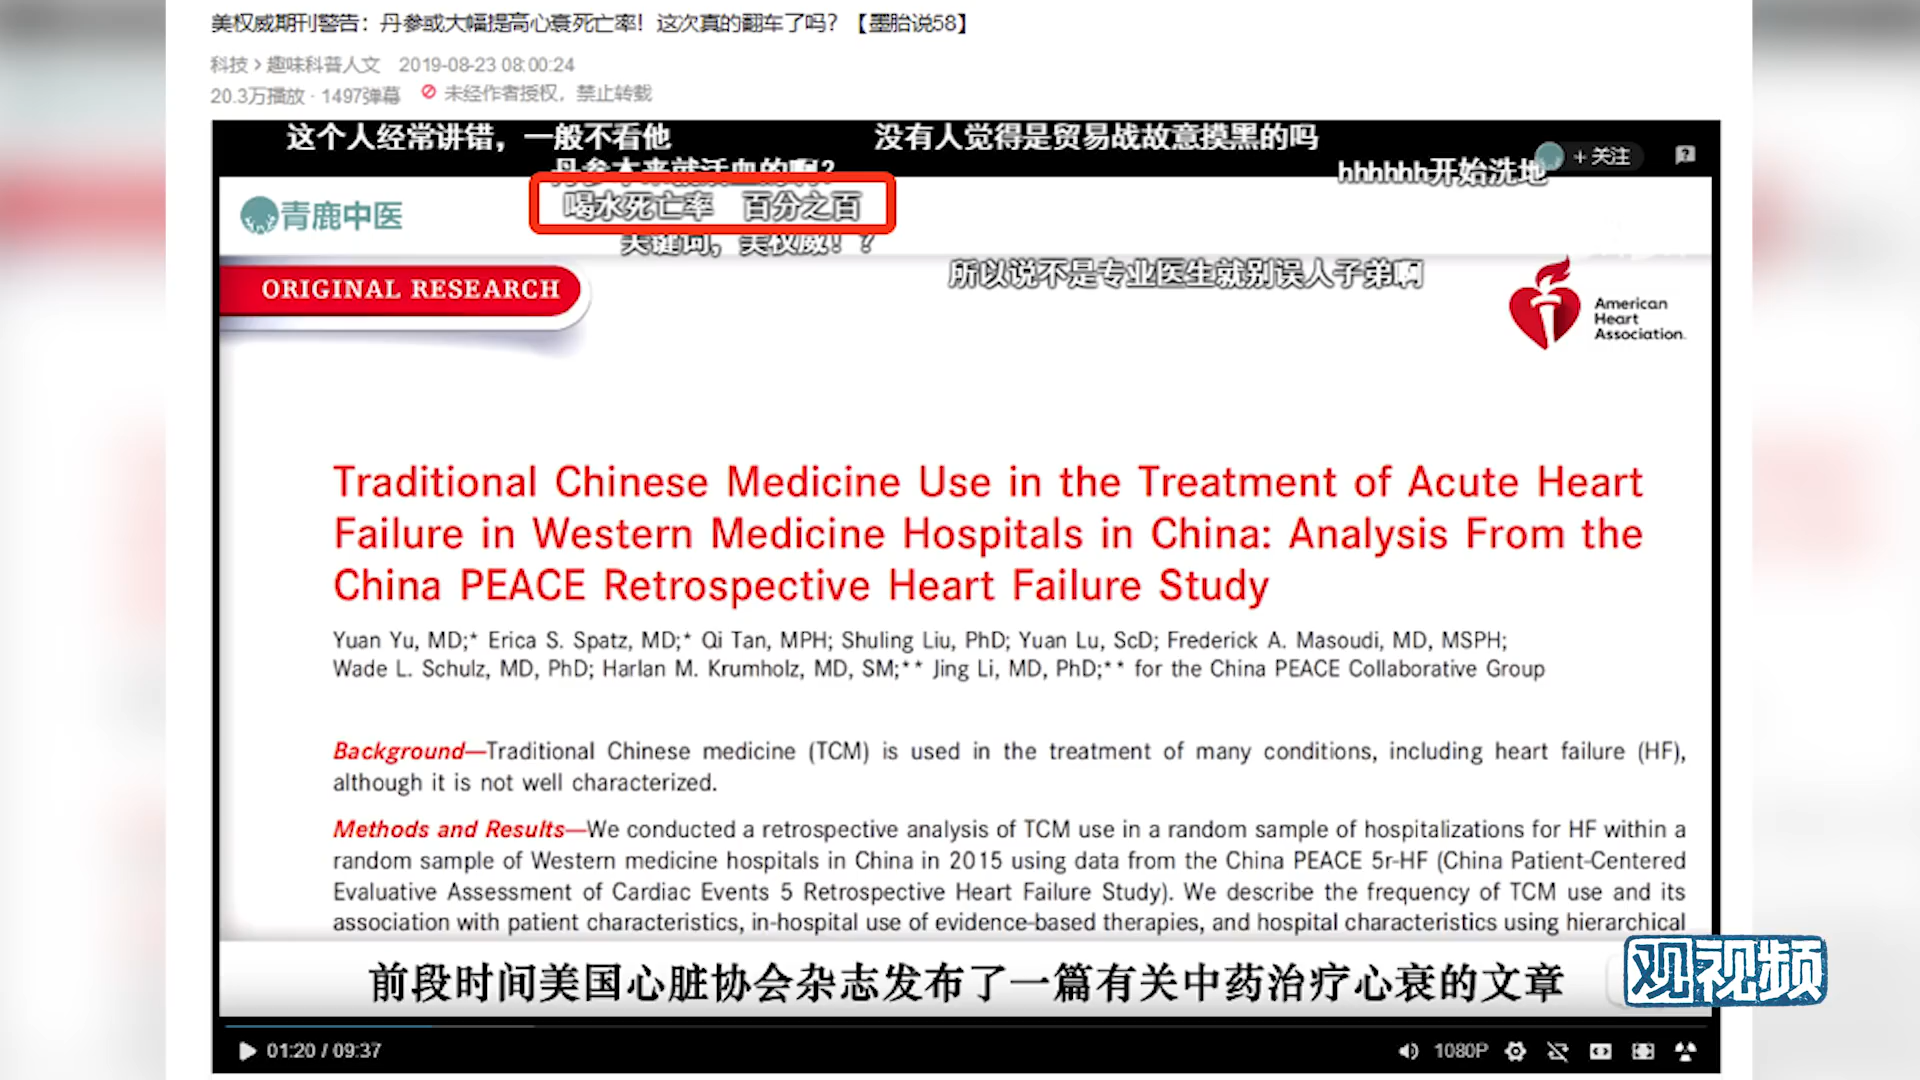 美权威期刊警告：丹参或大幅提高心衰死亡率！这次真的翻车了吗？【墨胎说58】
科技 > 趣味科普人文 2019-08-23 08:00:24
20.3万播放 · 1497弹幕 未经作者授权，禁止转载
这个人经常讲错，一般不看他
没有人觉得是贸易战故意摸黑的吗
丹参本来就活血的啊？
hhhhhh开始洗地
+ 关注
喝水死亡率 百分之百
青鹿中医
关键词，美权威！？
所以说不是专业医生就别误人子弟啊
ORIGINAL RESEARCH
American
Heart
Association.
Traditional Chinese Medicine Use in the Treatment of Acute Heart
Failure in Western Medicine Hospitals in China: Analysis From the
China PEACE Retrospective Heart Failure Study
Yuan Yu, MD;* Erica S. Spatz, MD;* Qi Tan, MPH; Shuling Liu, PhD; Yuan Lu, ScD; Frederick A. Masoudi, MD, MSPH;
Wade L. Schulz, MD, PhD; Harlan M. Krumholz, MD, SM;** Jing Li, MD, PhD;** for the China PEACE Collaborative Group
Background—Traditional Chinese medicine (TCM) is used in the treatment of many conditions, including heart failure (HF),
although it is not well characterized.
Methods and Results—We conducted a retrospective analysis of TCM use in a random sample of hospitalizations for HF within a
random sample of Western medicine hospitals in China in 2015 using data from the China PEACE 5r-HF (China Patient-Centered
Evaluative Assessment of Cardiac Events 5 Retrospective Heart Failure Study). We describe the frequency of TCM use and its
association with patient characteristics, in-hospital use of evidence-based therapies, and hospital characteristics using hierarchical
前段时间美国心脏协会杂志发布了一篇有关中药治疗心衰的文章
观视频
01:20 / 09:37
1080P